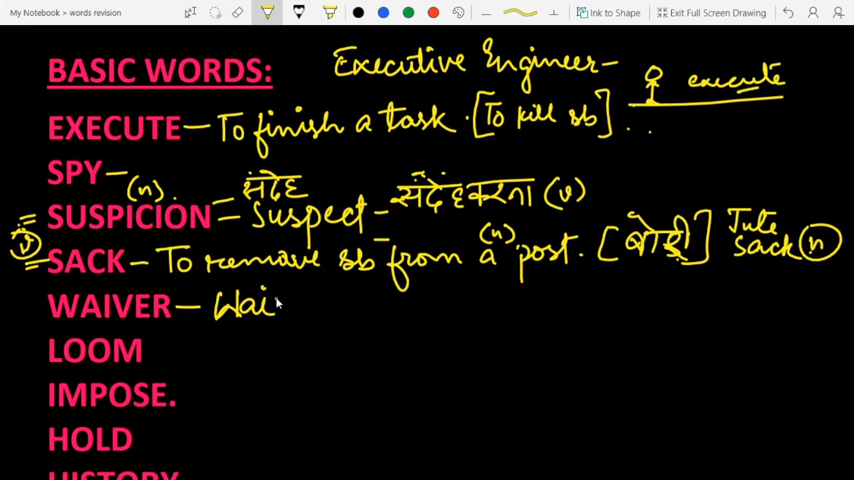 My Notebook > words revision
Ink to Shape
Exit Full Screen Drawing
BASIC WORDS: Executive Engineer–
execute
EXECUTE – To finish a task. [To kill sb] ..
SPY –
(n). – संदेह
SUSPICION = Suspect – संदेह करना (v)
(v) SACK – To remove sb from a (n) post. [बोरी] Jute Sack (n)
WAIVER – Wai
LOOM
IMPOSE.
HOLD
HISTORY